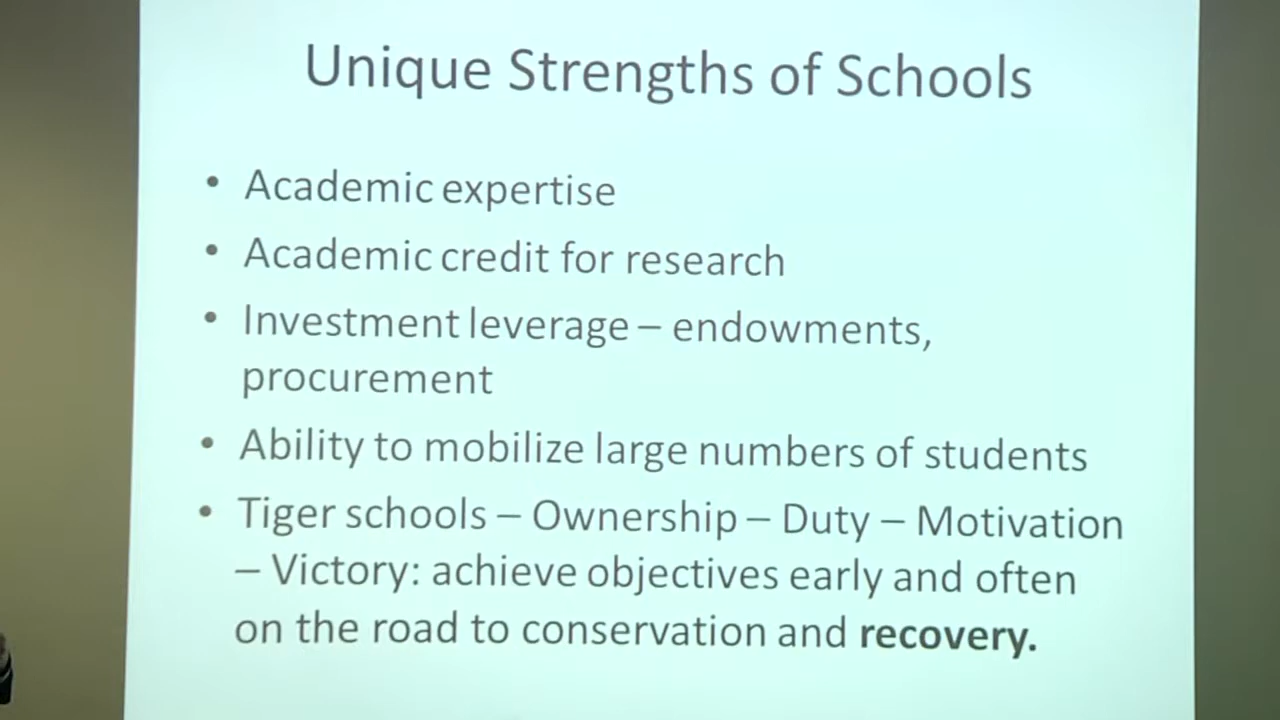 Unique Strengths of Schools
• Academic expertise
• Academic credit for research
• Investment leverage – endowments,
procurement
• Ability to mobilize large numbers of students
• Tiger schools – Ownership – Duty – Motivation
– Victory: achieve objectives early and often
on the road to conservation and recovery.